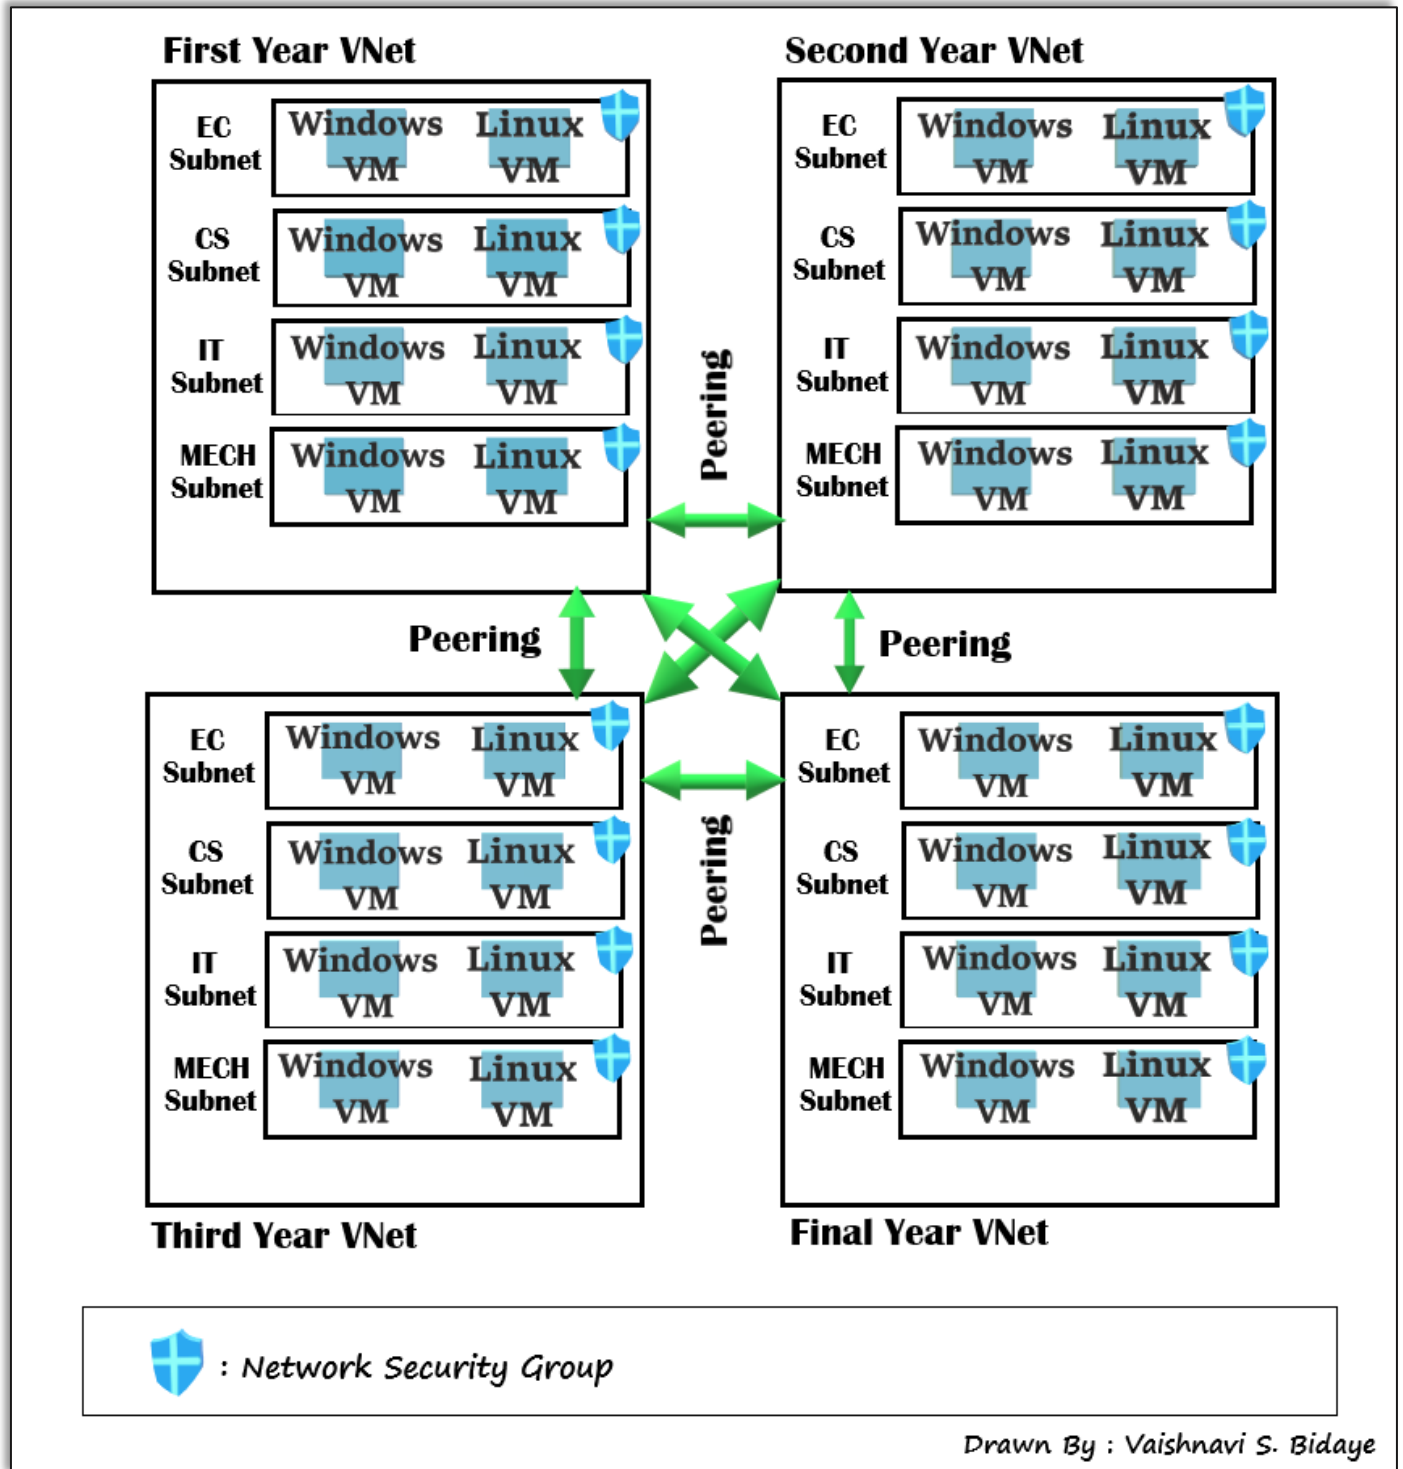 First Year VNet
EC
Subnet
Windows
VM
Linux
VM
CS
Subnet
Windows
VM
Linux
VM
IT
Subnet
Windows
VM
Linux
VM
MECH
Subnet
Windows
VM
Linux
VM
Second Year VNet
EC
Subnet
Windows
VM
Linux
VM
CS
Subnet
Windows
VM
Linux
VM
IT
Subnet
Windows
VM
Linux
VM
MECH
Subnet
Windows
VM
Linux
VM
Peering
Peering
Peering
Peering
EC
Subnet
Windows
VM
Linux
VM
CS
Subnet
Windows
VM
Linux
VM
IT
Subnet
Windows
VM
Linux
VM
MECH
Subnet
Windows
VM
Linux
VM
Third Year VNet
EC
Subnet
Windows
VM
Linux
VM
CS
Subnet
Windows
VM
Linux
VM
IT
Subnet
Windows
VM
Linux
VM
MECH
Subnet
Windows
VM
Linux
VM
Final Year VNet
: Network Security Group
Drawn By : Vaishnavi S. Bidaye